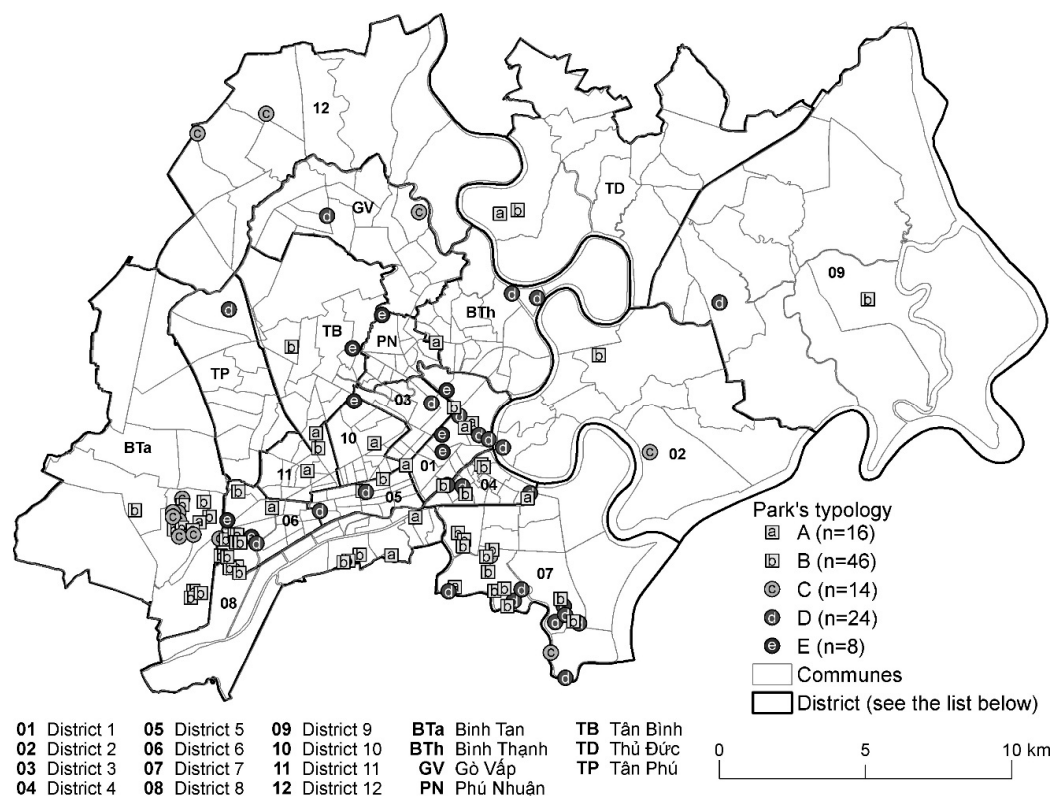 12
c
c
TD
GV
a b
d
c
09
b
d
d
d
d
BTh
TB
e
PN
a
b
e
b
TP
03
10
BTa
11
01
02
c
04
05
06
07
08
Park's typology
a A (n=16)
b B (n=46)
c C (n=14)
d D (n=24)
e E (n=8)
Communes
District (see the list below)
01 District 1 05 District 5 09 District 9 BTa Binh Tan TB Tân Bình
02 District 2 06 District 6 10 District 10 BTh Binh Thạnh TD Thủ Đức
03 District 3 07 District 7 11 District 11 GV Gò Vấp TP Tân Phú
04 District 4 08 District 8 12 District 12 PN Phú Nhuận
0 5 10 km